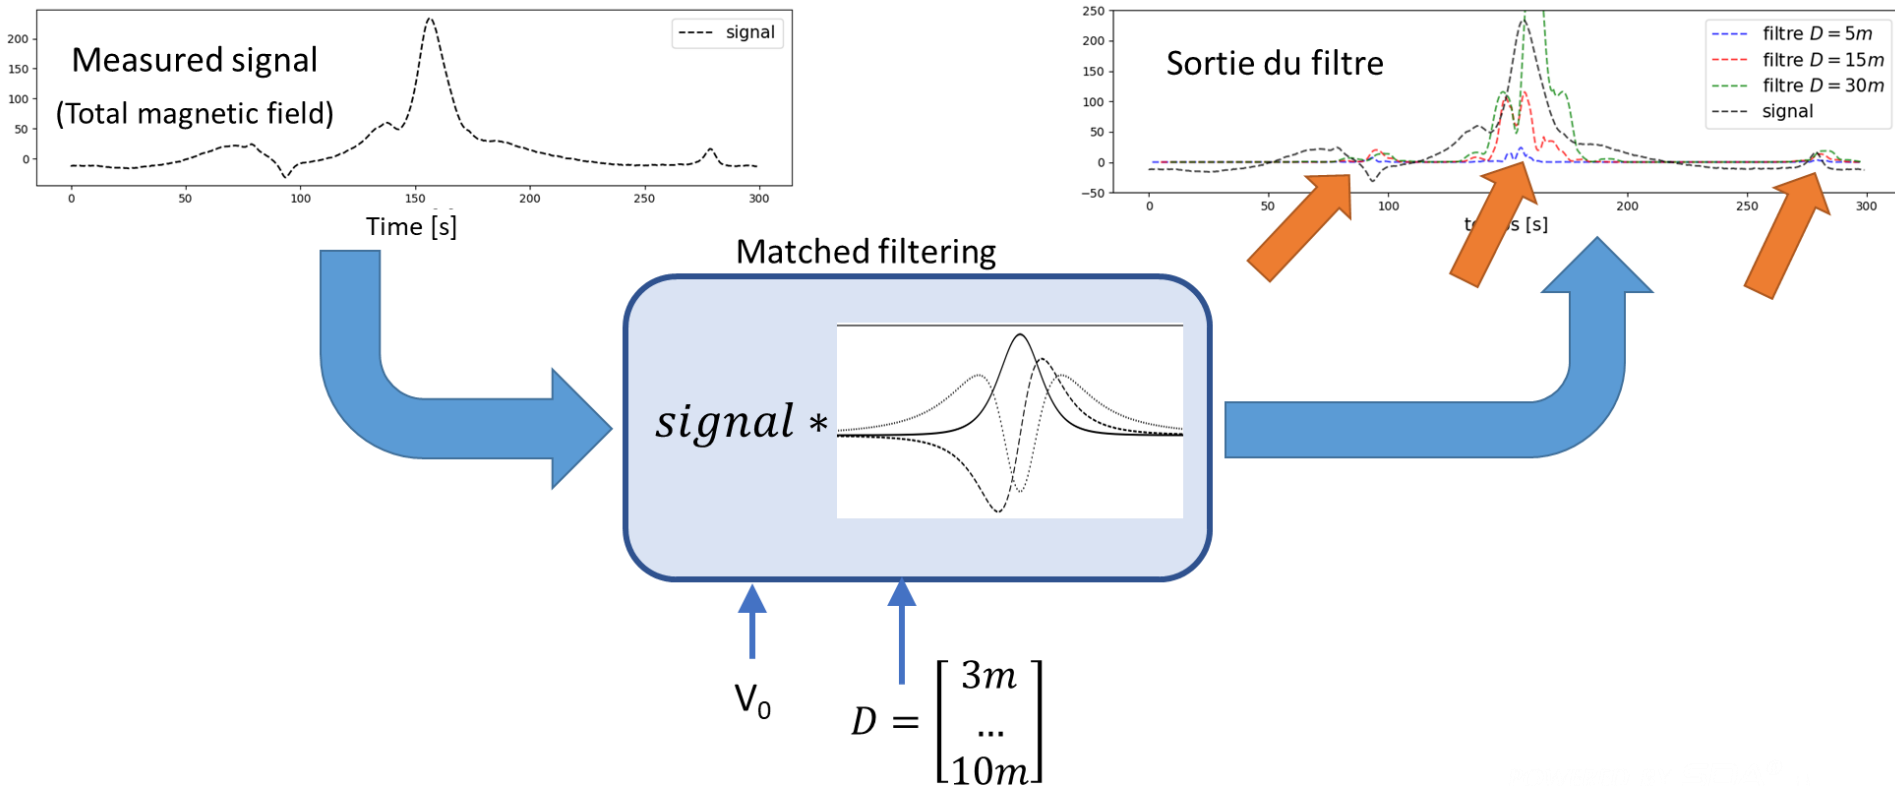 Measured signal
(Total magnetic field)
signal
200
150
100
50
0
0 50 100 150 200 250 300
Time [s]
Sortie du filtre
filtre D = 5m
filtre D = 15m
filtre D = 30m
signal
250
200
150
100
50
0
−50
0 50 100 200 250 300
[s]
Matched filtering
signal *
V₀
D = [3m
...
10m]